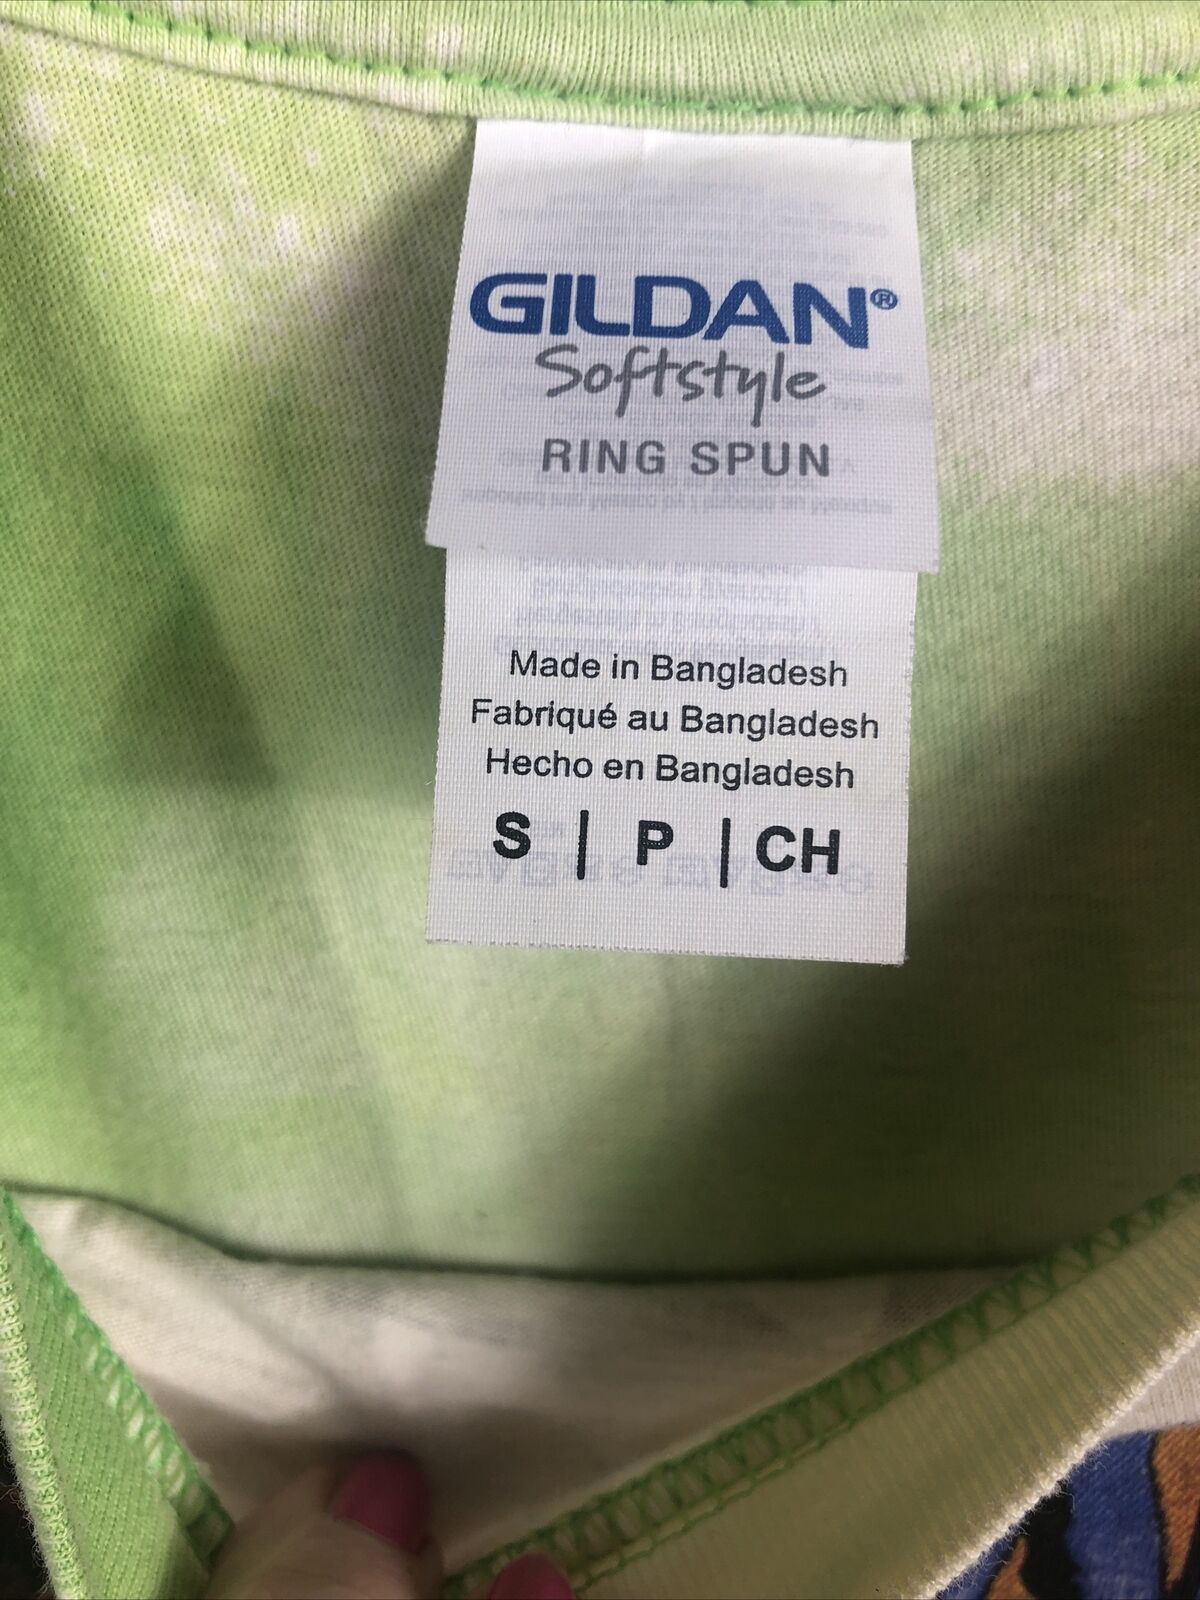 GILDAN®
Softstyle
RING SPUN
Made in Bangladesh
Fabriqué au Bangladesh
Hecho en Bangladesh
S | P | CH